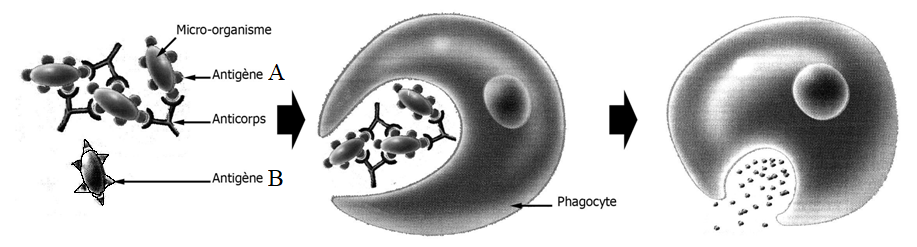 Micro-organisme
Antigène A
Anticorps
Antigène B
Phagocyte